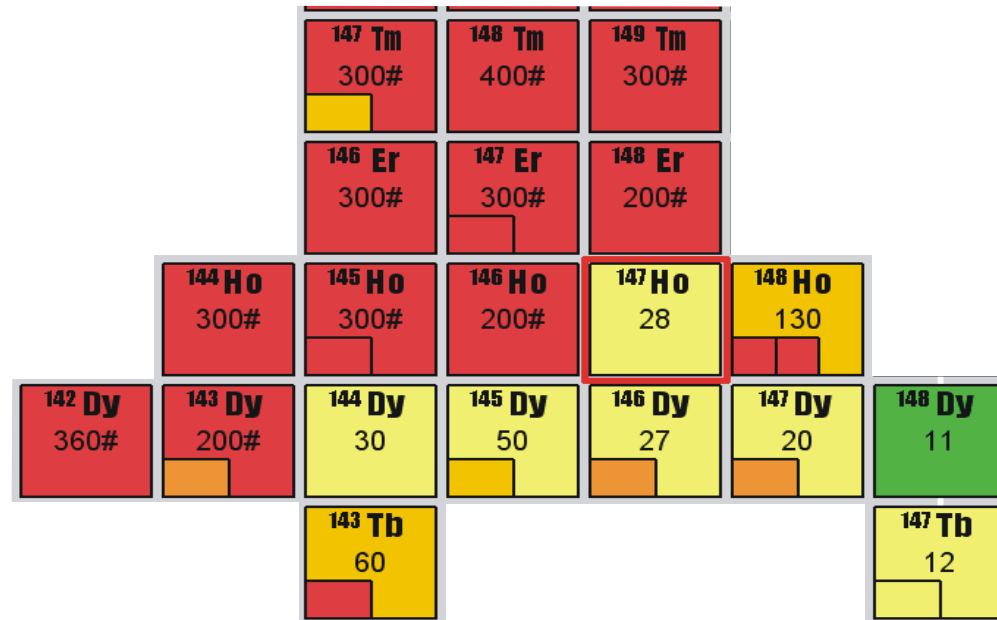 147 Tm 148 Tm 149 Tm
300# 400# 300#
146 Er 147 Er 148 Er
300# 300# 200#
144 Ho 145 Ho 146 Ho 147 Ho 148 Ho
300# 300# 200# 28 130
142 Dy 143 Dy 144 Dy 145 Dy 146 Dy 147 Dy 148 Dy
360# 200# 30 50 27 20 11
143 Tb 147 Tb
60 12